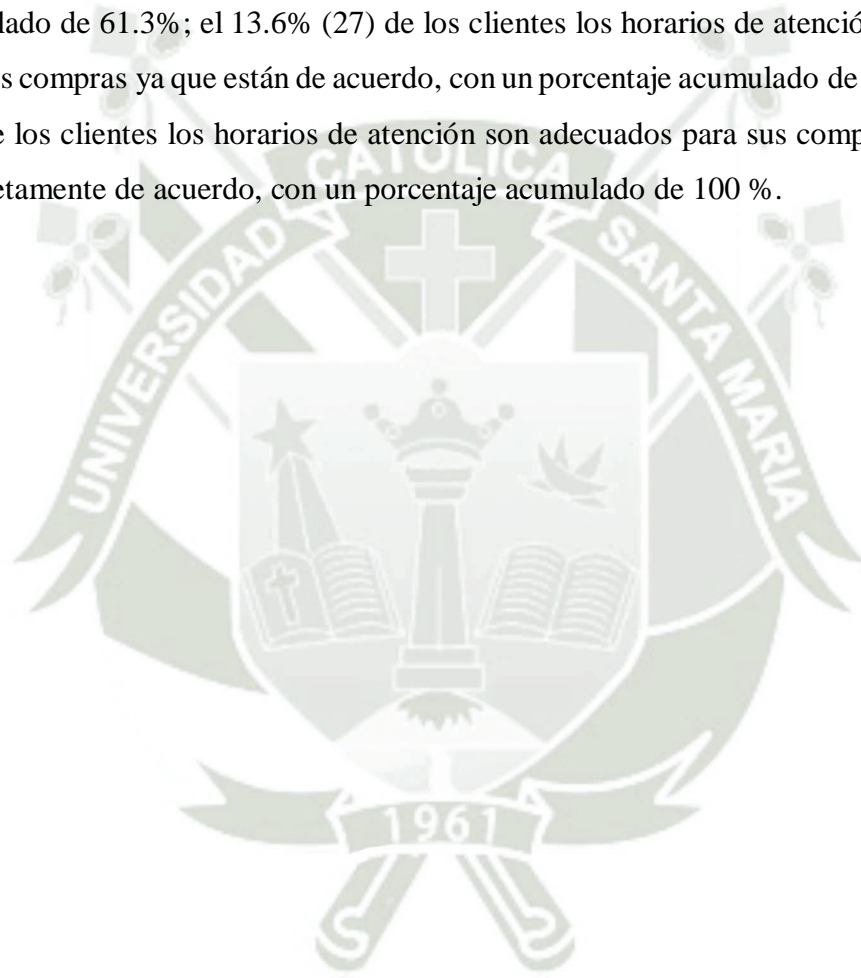 lado de 61.3%; el 13.6% (27) de los clientes los horarios de atenció
s compras ya que están de acuerdo, con un porcentaje acumulado de
e los clientes los horarios de atención son adecuados para sus comp
etamente de acuerdo, con un porcentaje acumulado de 100 %.
UNIVERSIDAD CATOLICA SANTA MARIA
1961